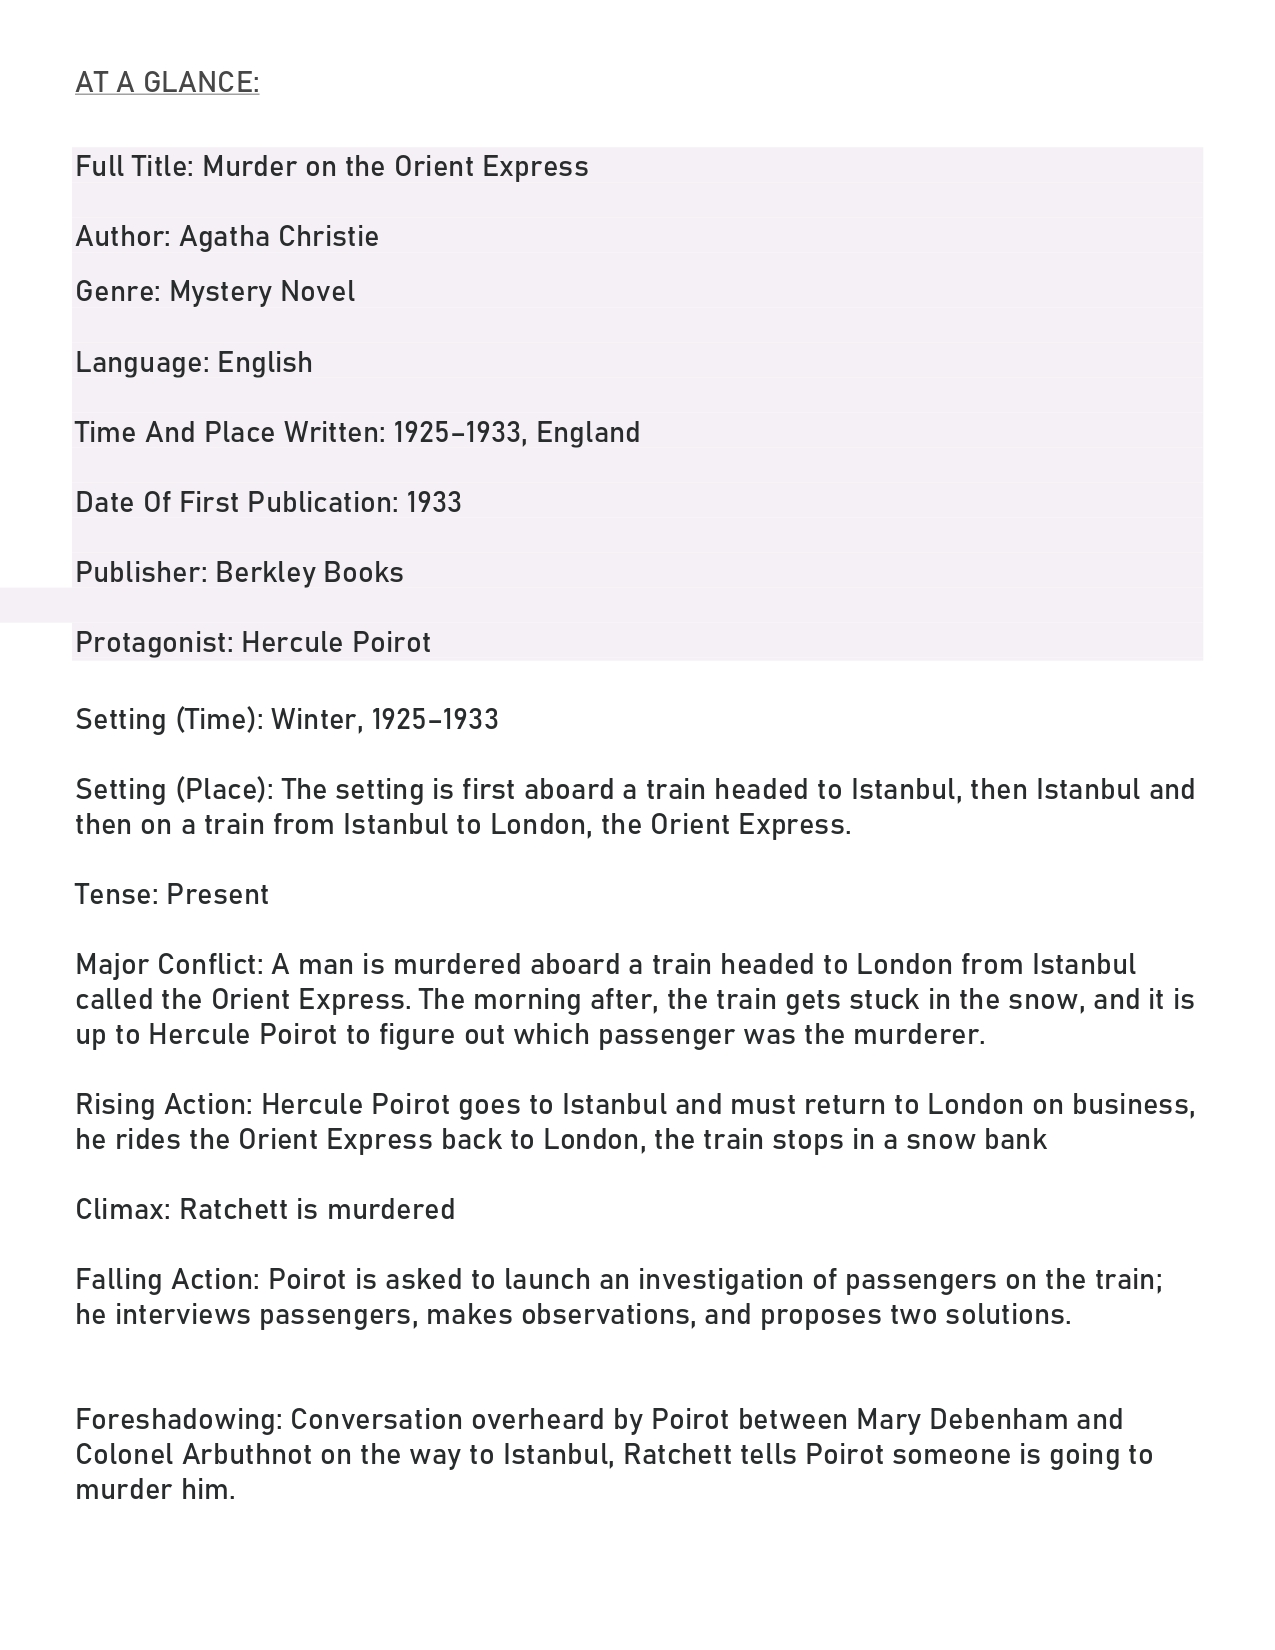 AT A GLANCE:
Full Title: Murder on the Orient Express
Author: Agatha Christie
Genre: Mystery Novel
Language: English
Time And Place Written: 1925–1933, England
Date Of First Publication: 1933
Publisher: Berkley Books
Protagonist: Hercule Poirot
Setting (Time): Winter, 1925–1933
Setting (Place): The setting is first aboard a train headed to Istanbul, then Istanbul and
then on a train from Istanbul to London, the Orient Express.
Tense: Present
Major Conflict: A man is murdered aboard a train headed to London from Istanbul
called the Orient Express. The morning after, the train gets stuck in the snow, and it is
up to Hercule Poirot to figure out which passenger was the murderer.
Rising Action: Hercule Poirot goes to Istanbul and must return to London on business,
he rides the Orient Express back to London, the train stops in a snow bank
Climax: Ratchett is murdered
Falling Action: Poirot is asked to launch an investigation of passengers on the train;
he interviews passengers, makes observations, and proposes two solutions.
Foreshadowing: Conversation overheard by Poirot between Mary Debenham and
Colonel Arbuthnot on the way to Istanbul, Ratchett tells Poirot someone is going to
murder him.